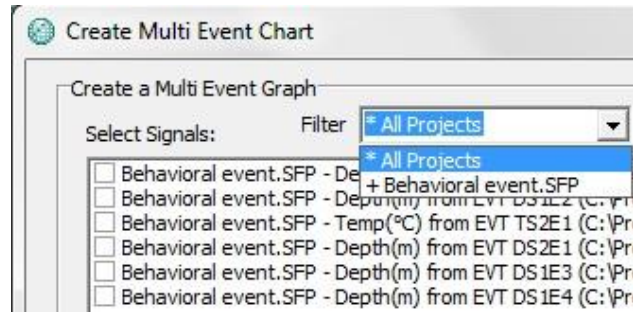 Create Multi Event Chart
Create a Multi Event Graph
Select Signals:
Filter
* All Projects
* All Projects
+ Behavioral event.SFP
Behavioral event.SFP - De
Behavioral event.SFP - Depth(m) from EVT DS1E2 (C:\Pr
Behavioral event.SFP - Temp(°C) from EVT TS2E1 (C:\Pr
Behavioral event.SFP - Depth(m) from EVT DS2E1 (C:\Pr
Behavioral event.SFP - Depth(m) from EVT DS1E3 (C:\Pr
Behavioral event.SFP - Depth(m) from EVT DS1E4 (C:\Pr